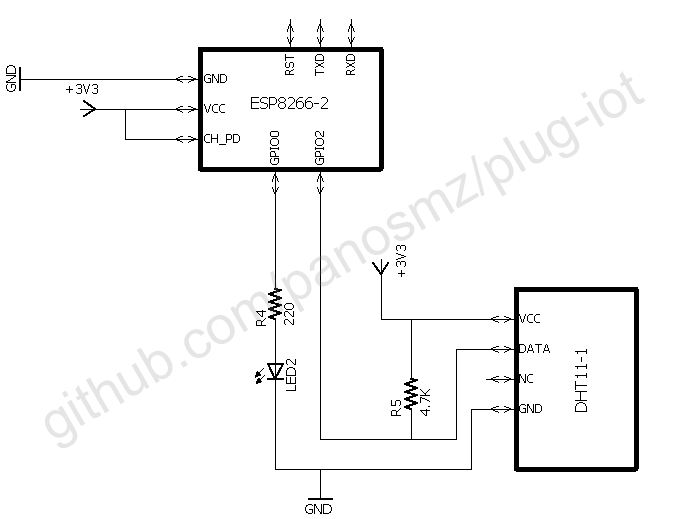 RST
TXD
RXD
GND
GND
+3V3
ESP8266-2
VCC
CH_PD
GPIO0
GPIO2
github.com/panosmz/plug-iot
+3V3
R4
220
VCC
DATA
LED2
R5
4.7K
NC
DHT11-1
GND
GND